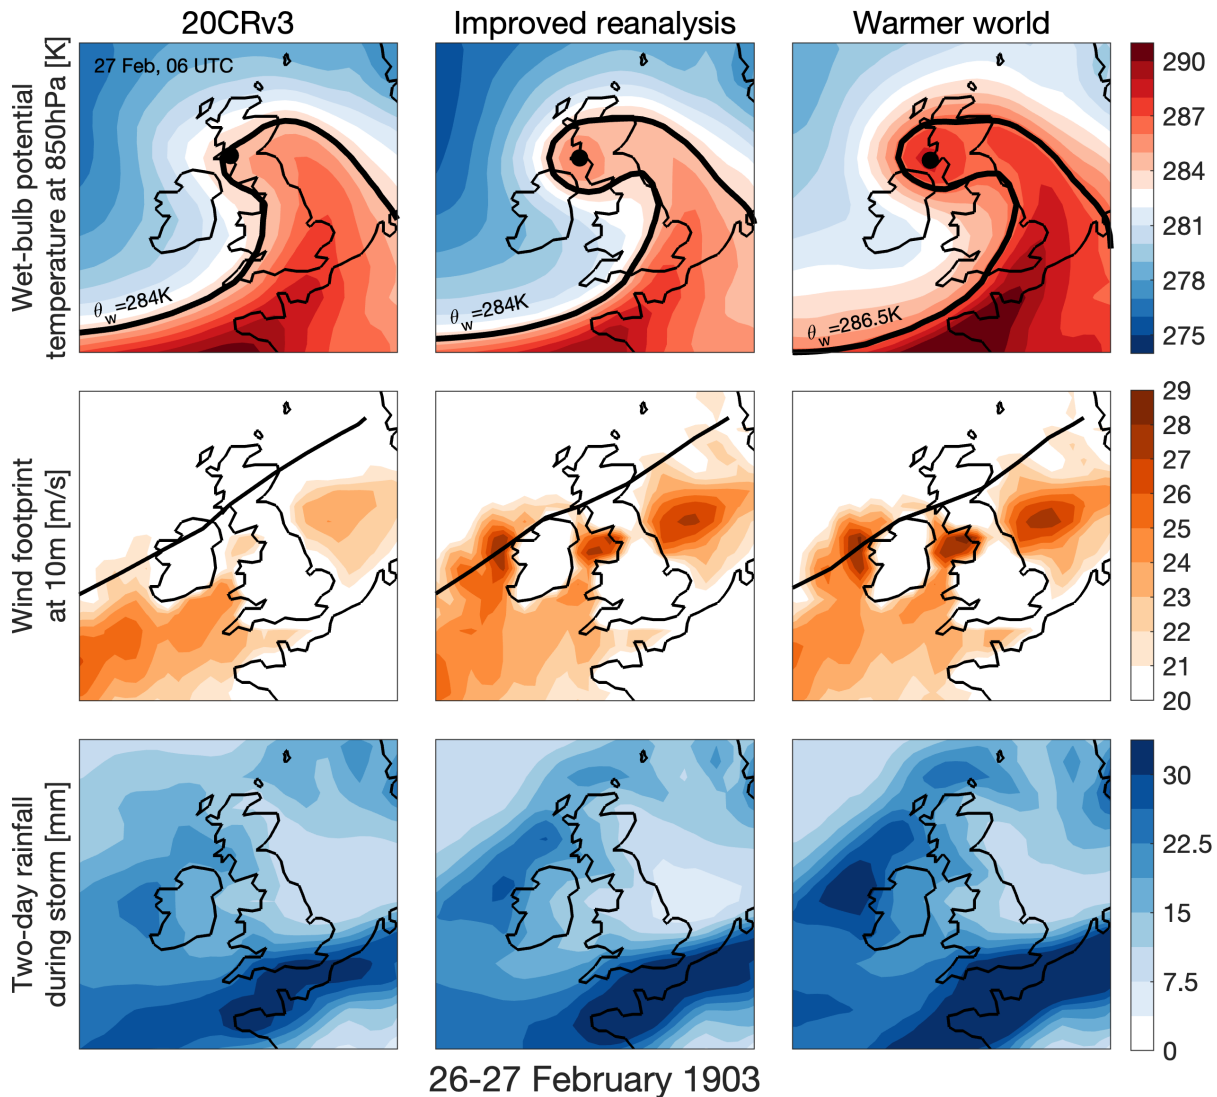 20CRv3
Improved reanalysis
Warmer world
Wet-bulb potential
temperature at 850hPa [K]
27 Feb, 06 UTC
θw=284K
θw=284K
θw=286.5K
290
287
284
281
278
275
Wind footprint
at 10m [m/s]
29
28
27
26
25
24
23
22
21
20
Two-day rainfall
during storm [mm]
30
22.5
15
7.5
0
26-27 February 1903